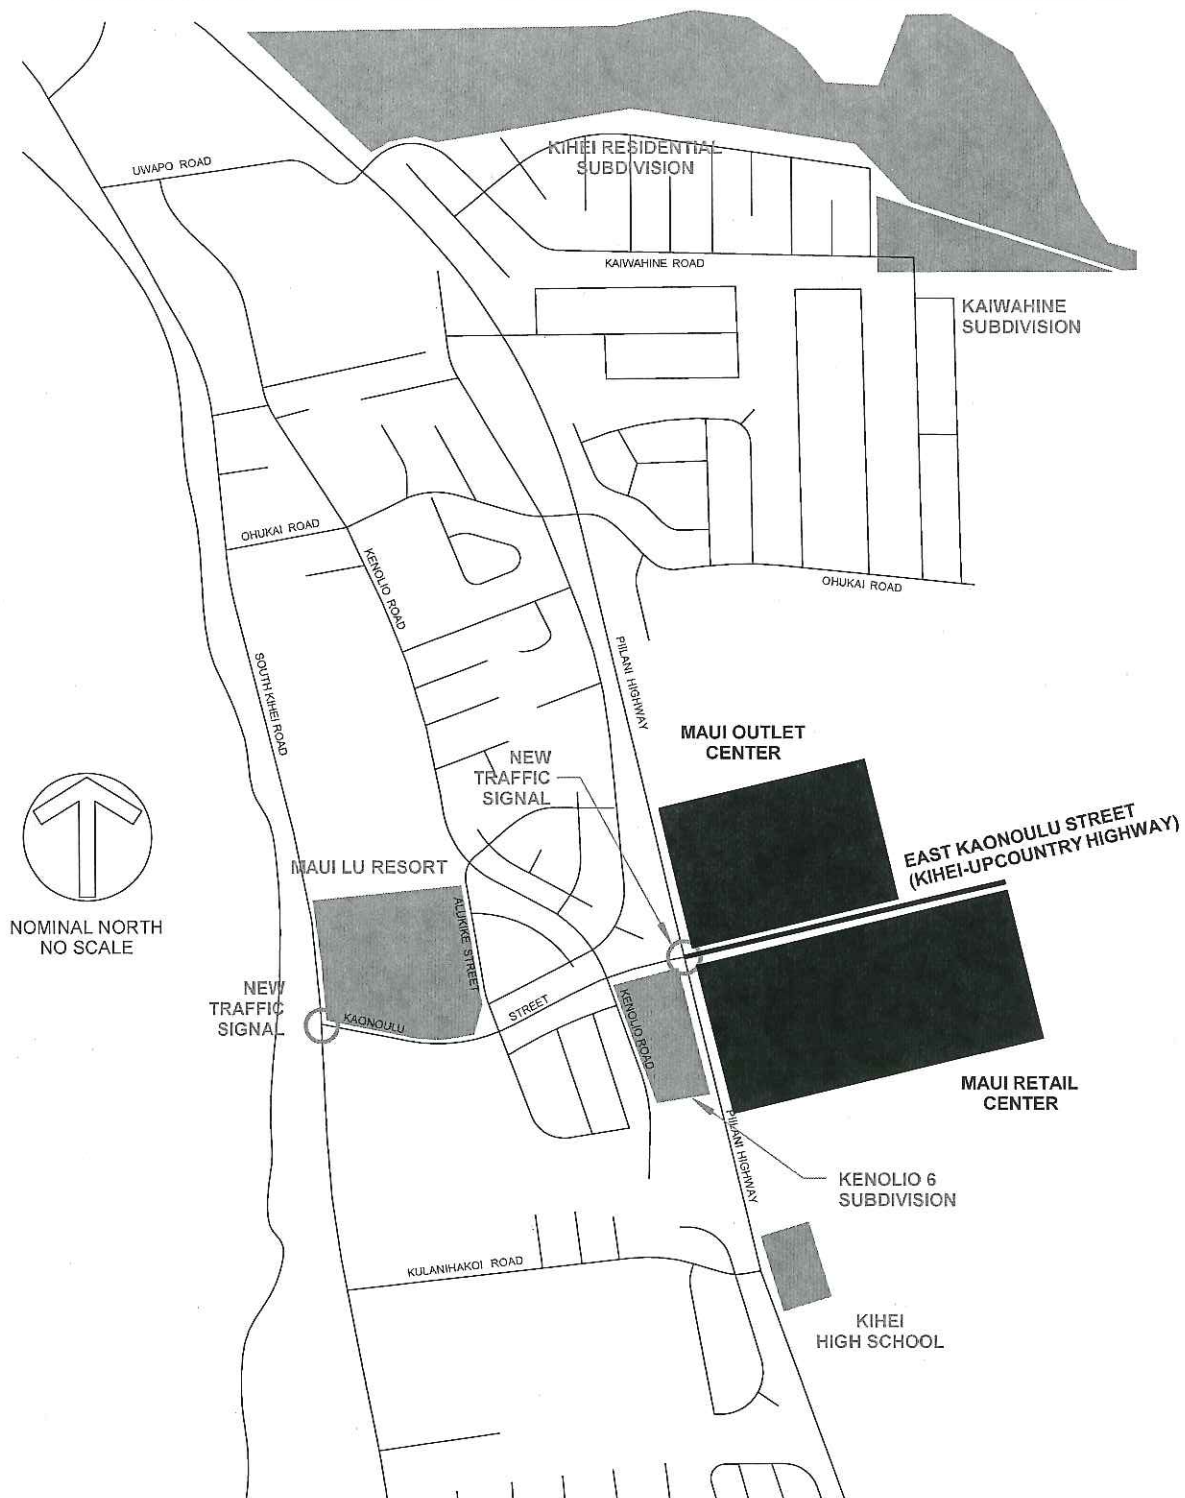 KIHEI RESIDENTIAL
SUBDIVISION
UWAPO ROAD
KAIWAHINE ROAD
KAIWAHINE
SUBDIVISION
OHUKAI ROAD
KENOLIO ROAD
OHUKAI ROAD
SOUTH KIHEI ROAD
PIILANI HIGHWAY
MAUI OUTLET
CENTER
NEW
TRAFFIC
SIGNAL
EAST KAONOULU STREET
(KIHEI-UPCOUNTRY HIGHWAY)
MAUI LU RESORT
ALUKIKE STREET
NOMINAL NORTH
NO SCALE
NEW
TRAFFIC
SIGNAL
KAONOULU
STREET
KENOLIO ROAD
MAUI RETAIL
CENTER
PIILANI HIGHWAY
KENOLIO 6
SUBDIVISION
KULANIHAKOI ROAD
KIHEI
HIGH SCHOOL